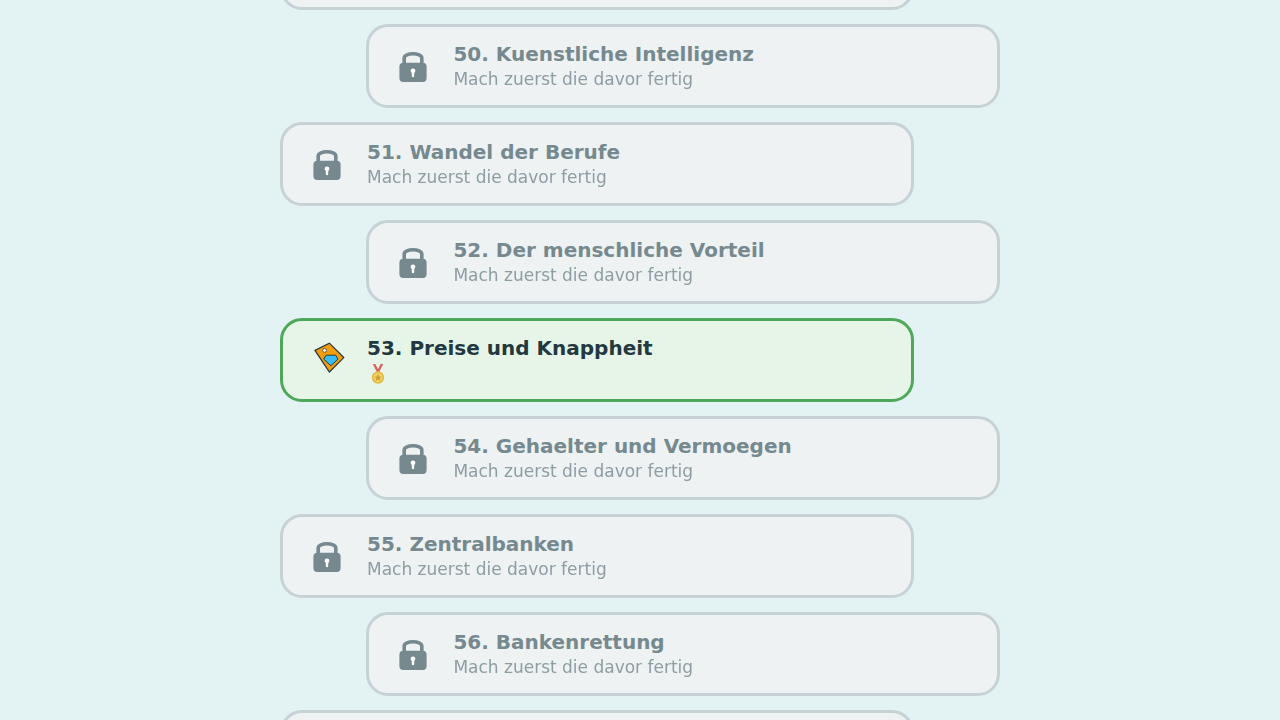 50. Kuenstliche Intelligenz
Mach zuerst die davor fertig
51. Wandel der Berufe
Mach zuerst die davor fertig
52. Der menschliche Vorteil
Mach zuerst die davor fertig
53. Preise und Knappheit
54. Gehaelter und Vermoegen
Mach zuerst die davor fertig
55. Zentralbanken
Mach zuerst die davor fertig
56. Bankenrettung
Mach zuerst die davor fertig